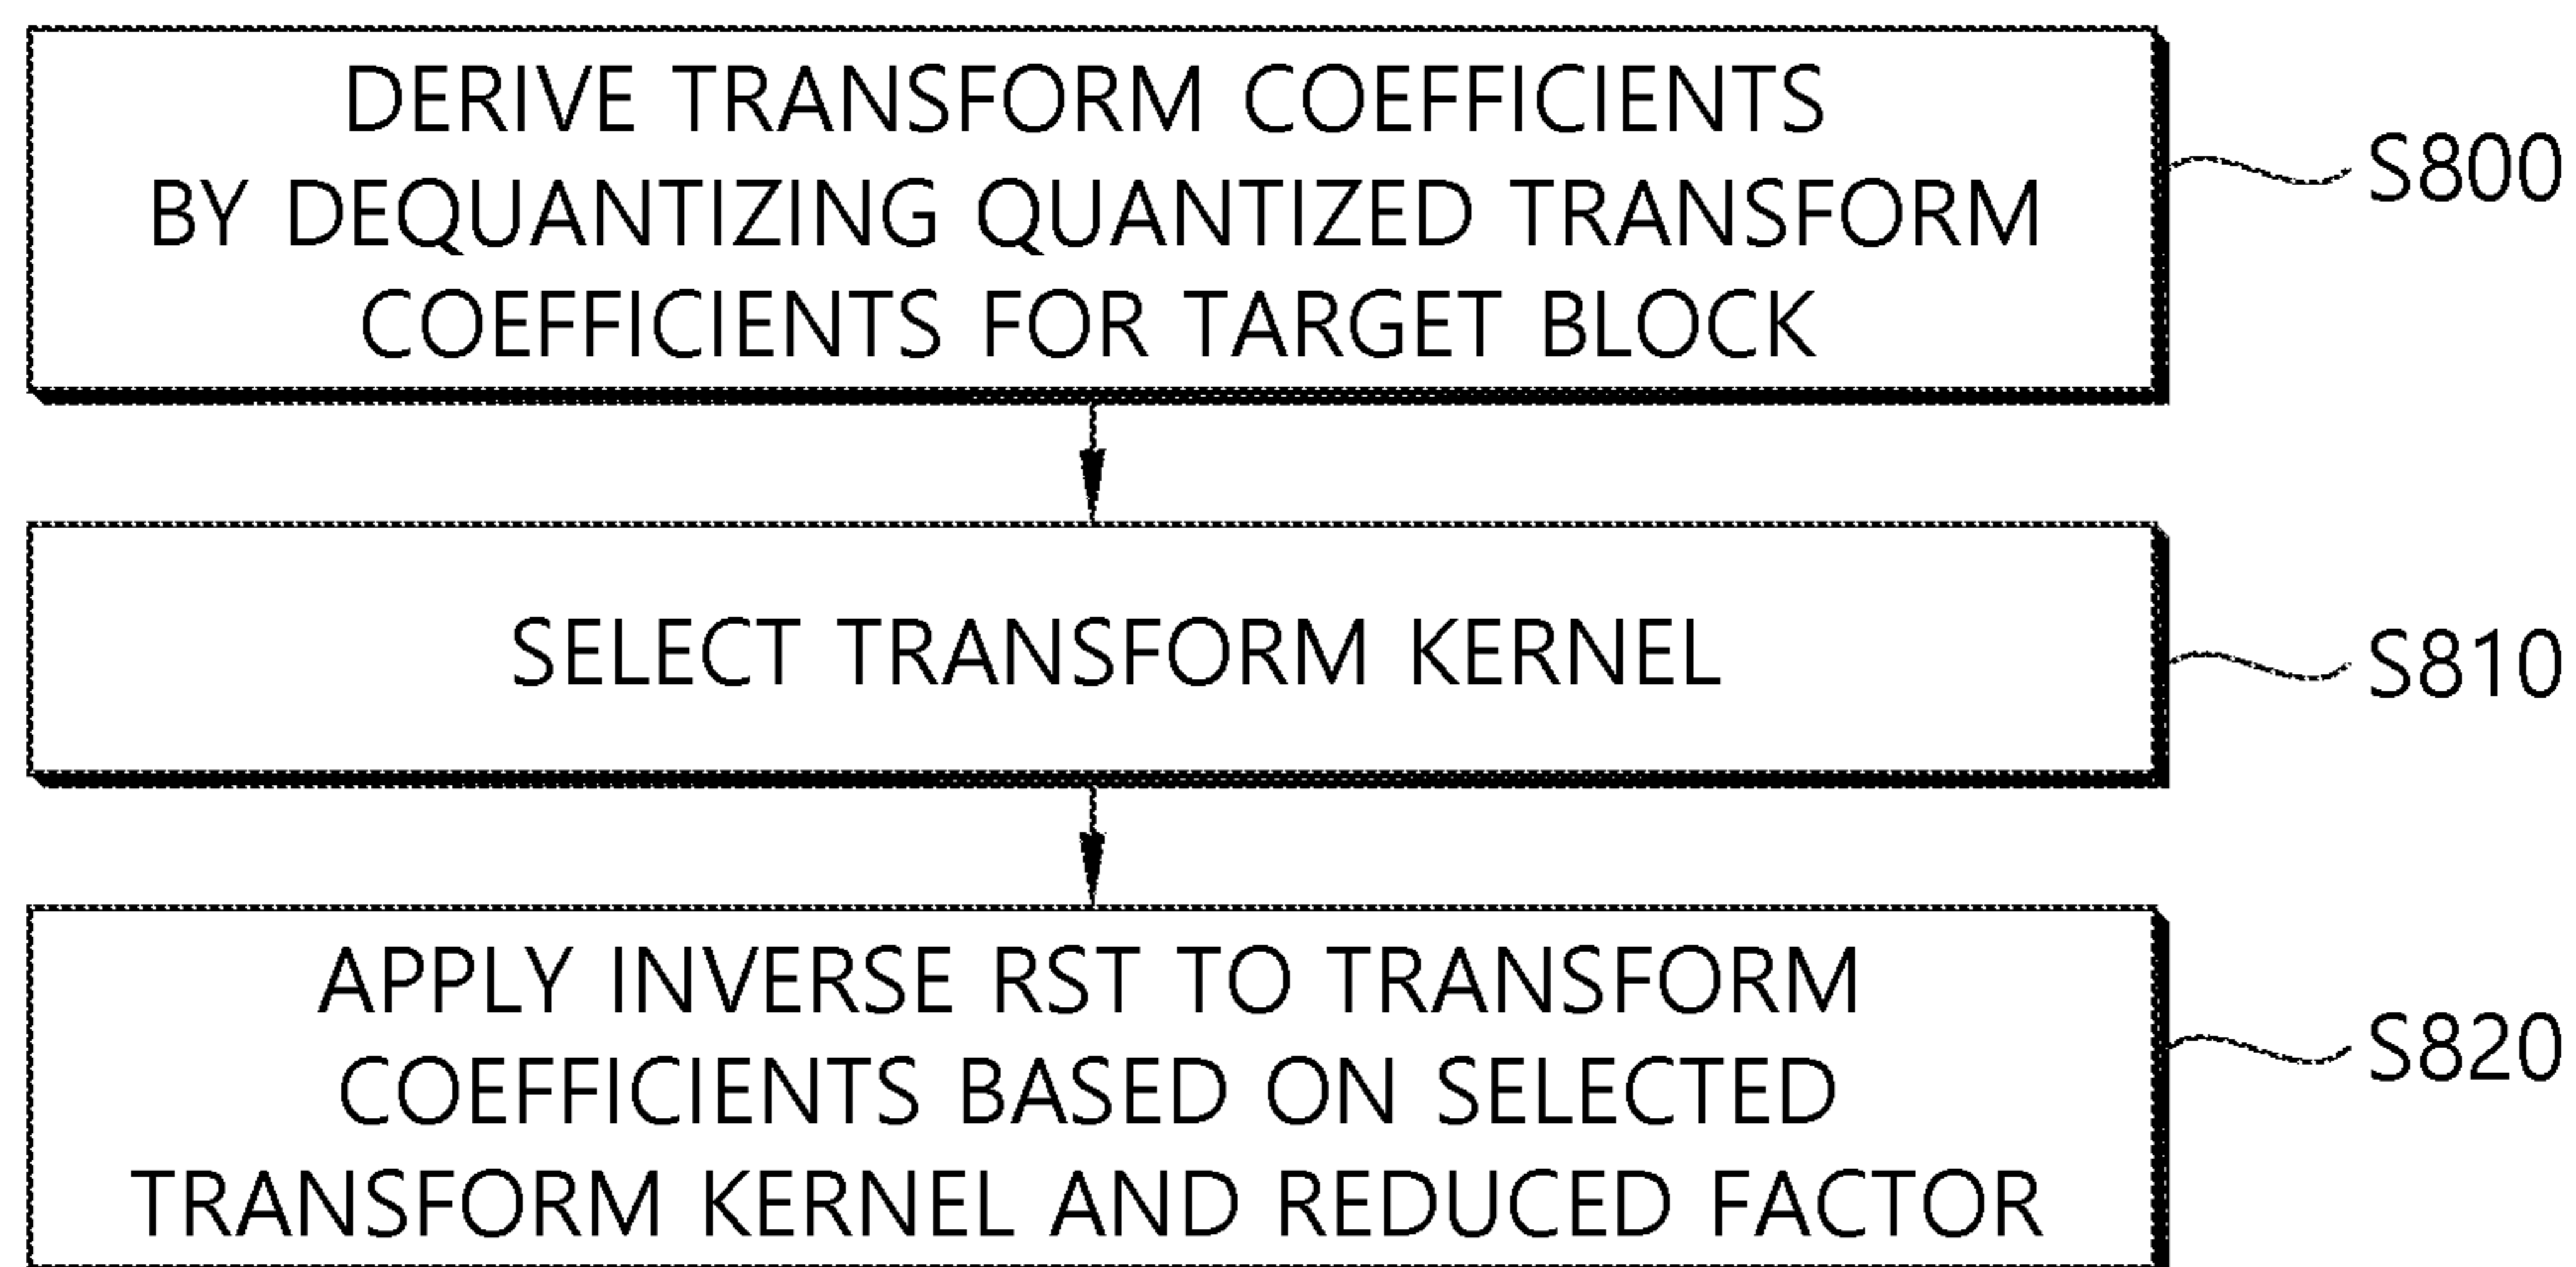 DERIVE TRANSFORM COEFFICIENTS
BY DEQUANTIZING QUANTIZED TRANSFORM
COEFFICIENTS FOR TARGET BLOCK
S800
SELECT TRANSFORM KERNEL
S810
APPLY INVERSE RST TO TRANSFORM
COEFFICIENTS BASED ON SELECTED
TRANSFORM KERNEL AND REDUCED FACTOR
S820